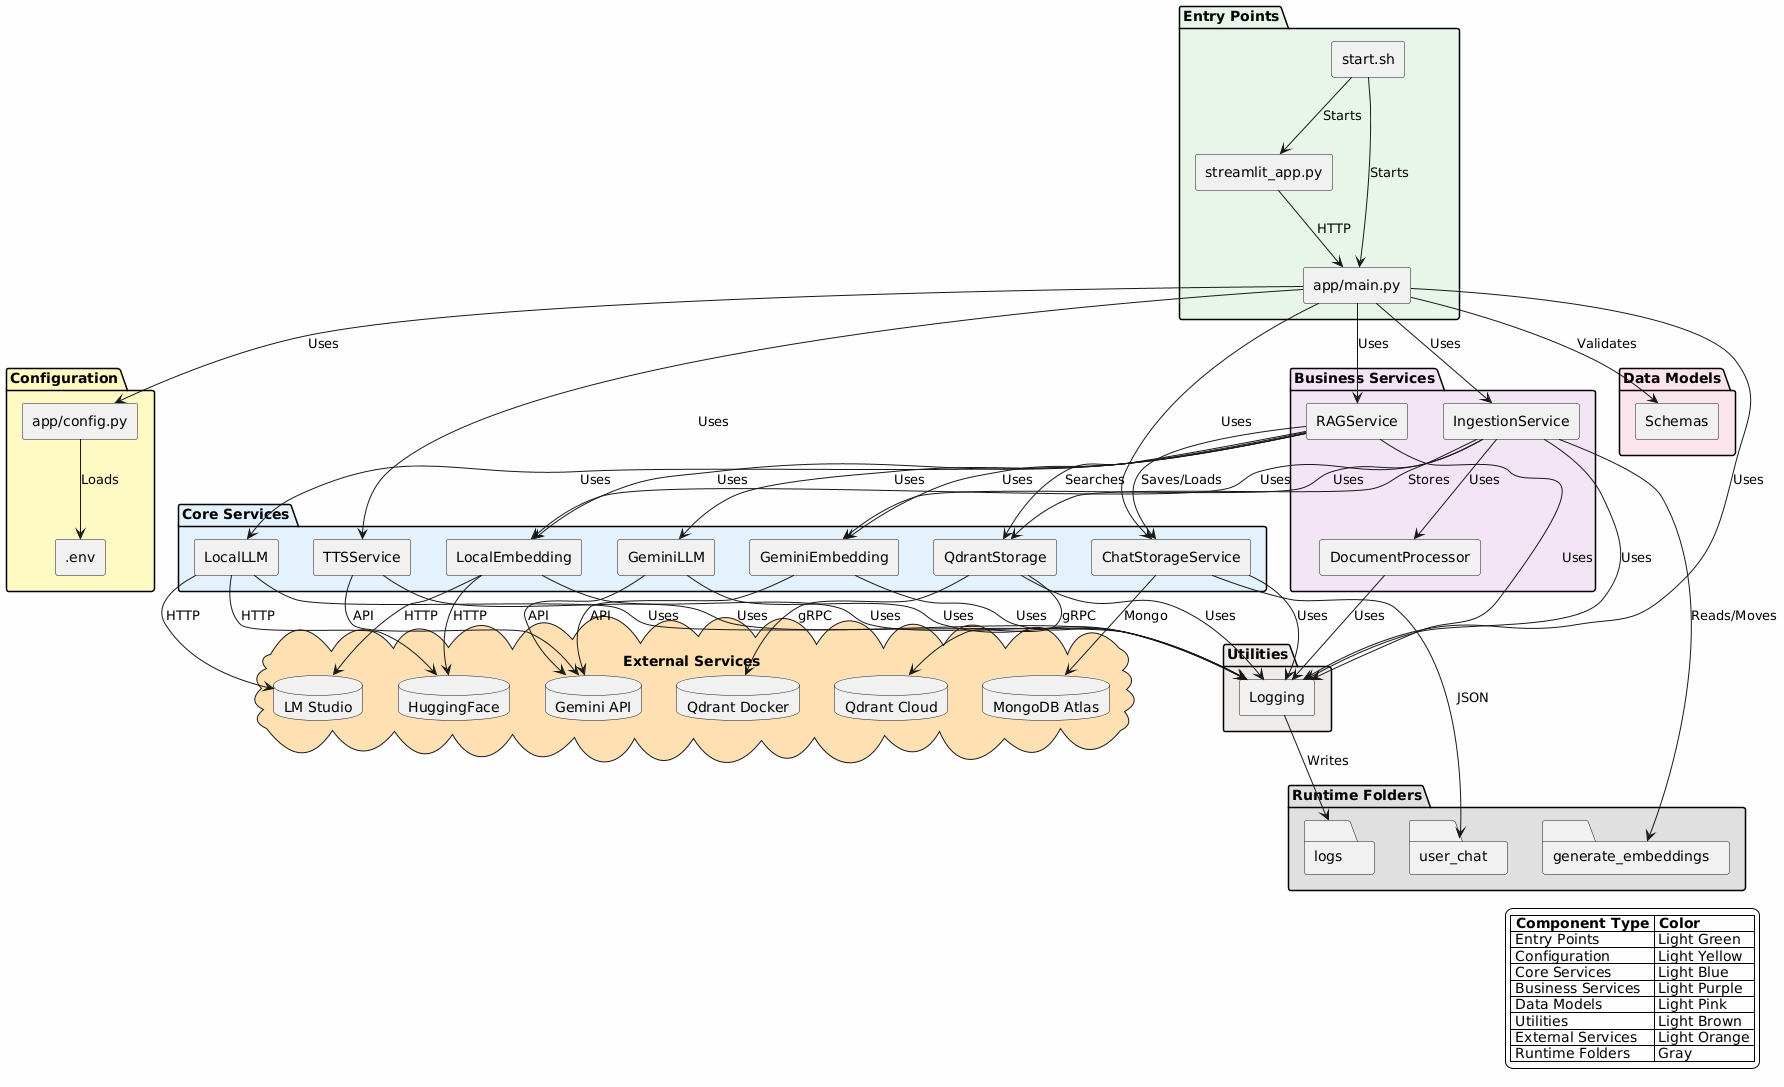 Entry Points
start.sh
Starts
streamlit_app.py
Starts
HTTP
app/main.py
Uses
Uses
Uses
Validates
Configuration
Business Services
Data Models
app/config.py
Uses
Uses
RAGService
IngestionService
Schemas
Loads
Uses
Uses
Uses
Uses
Searches
Saves/Loads
Uses
Uses
Stores
Uses
Uses
Core Services
.env
LocalLLM
TTSService
LocalEmbedding
GeminiLLM
GeminiEmbedding
QdrantStorage
ChatStorageService
DocumentProcessor
Uses
Uses
HTTP
HTTP
API
HTTP
HTTP
API
API
Uses
Uses
gRPC
Uses
Uses
Uses
gRPC
Mongo
Uses
Uses
Uses
Reads/Moves
External Services
Utilities
LM Studio
HuggingFace
Gemini API
Qdrant Docker
Qdrant Cloud
MongoDB Atlas
Logging
JSON
Writes
Runtime Folders
logs
user_chat
generate_embeddings
Component Type Color
Entry Points Light Green
Configuration Light Yellow
Core Services Light Blue
Business Services Light Purple
Data Models Light Pink
Utilities Light Brown
External Services Light Orange
Runtime Folders Gray